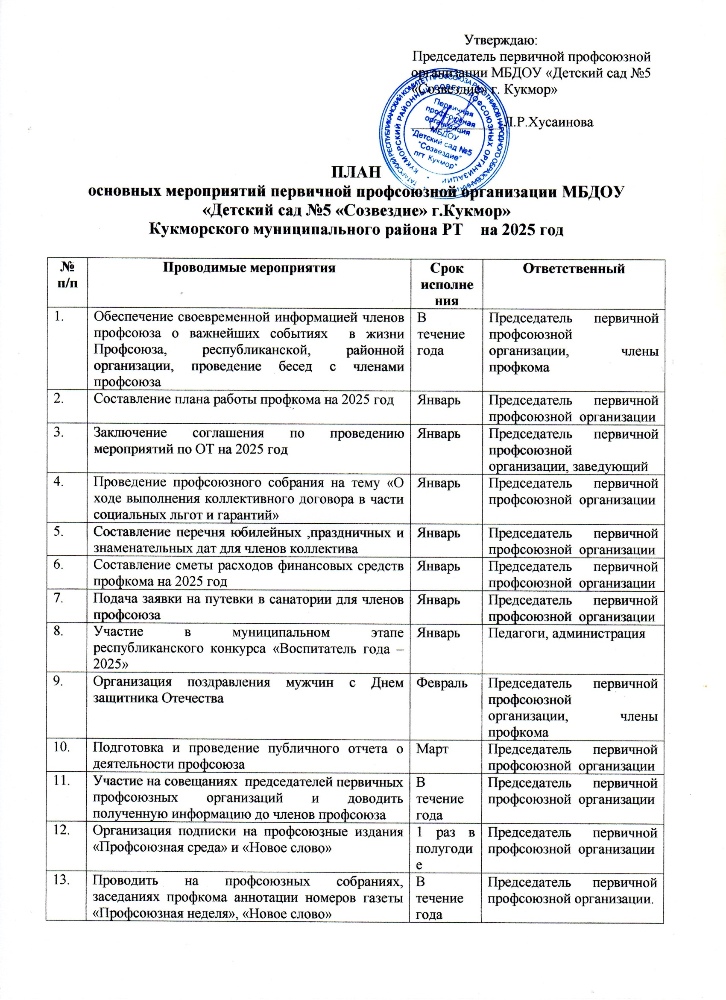 Утверждаю:
Председатель первичной профсоюзной
организации МБДОУ «Детский сад №5
«Созвездие» г. Кукмор»
Л.Р.Хусаинова
ТАТАРСКИЙ РЕСПУБЛИКАНСКИЙ КОМИТЕТ ПРОФСОЮЗА РАБОТНИКОВ НАРОДНОГО ОБРАЗОВАНИЯ И
КУКМОРСКИЙ РАЙОННЫЙ СОВЕТ ПРОФСОЮЗНЫХ ОРГАНИЗАЦИЙ
Первичная
профсоюзная
организация
МБДОУ
"Детский сад №5
"Созвездие"
пгт Кукмор"
ПЛАН
основных мероприятий первичной профсоюзной организации МБДОУ
«Детский сад №5 «Созвездие» г.Кукмор»
Кукморского муниципального района РТ на 2025 год
№
п/п
Проводимые мероприятия
Срок
исполне
ния
Ответственный
1.
Обеспечение своевременной информацией членов
профсоюза о важнейших событиях в жизни
Профсоюза, республиканской, районной
организации, проведение бесед с членами
профсоюза
В
течение
года
Председатель первичной
профсоюзной
организации, члены
профкома
2.
Составление плана работы профкома на 2025 год
Январь
Председатель первичной
профсоюзной организации
3.
Заключение соглашения по проведению
мероприятий по ОТ на 2025 год
Январь
Председатель первичной
профсоюзной
организации, заведующий
4.
Проведение профсоюзного собрания на тему «О
ходе выполнения коллективного договора в части
социальных льгот и гарантий»
Январь
Председатель первичной
профсоюзной организации
5.
Составление перечня юбилейных ,праздничных и
знаменательных дат для членов коллектива
Январь
Председатель первичной
профсоюзной организации
6.
Составление сметы расходов финансовых средств
профкома на 2025 год
Январь
Председатель первичной
профсоюзной организации
7.
Подача заявки на путевки в санатории для членов
профсоюза
Январь
Председатель первичной
профсоюзной организации
8.
Участие в муниципальном этапе
республиканского конкурса «Воспитатель года –
2025»
Январь
Педагоги, администрация
9.
Организация поздравления мужчин с Днем
защитника Отечества
Февраль
Председатель первичной
профсоюзной
организации, члены
профкома
10.
Подготовка и проведение публичного отчета о
деятельности профсоюза
Март
Председатель первичной
профсоюзной организации
11.
Участие на совещаниях председателей первичных
профсоюзных организаций и доводить
полученную информацию до членов профсоюза
В
течение
года
Председатель первичной
профсоюзной организации
12.
Организация подписки на профсоюзные издания
«Профсоюзная среда» и «Новое слово»
1 раз в
полугоди
е
Председатель первичной
профсоюзной организации
13.
Проводить на профсоюзных собраниях,
заседаниях профкома аннотации номеров газеты
«Профсоюзная неделя», «Новое слово»
В
течение
года
Председатель первичной
профсоюзной организации.